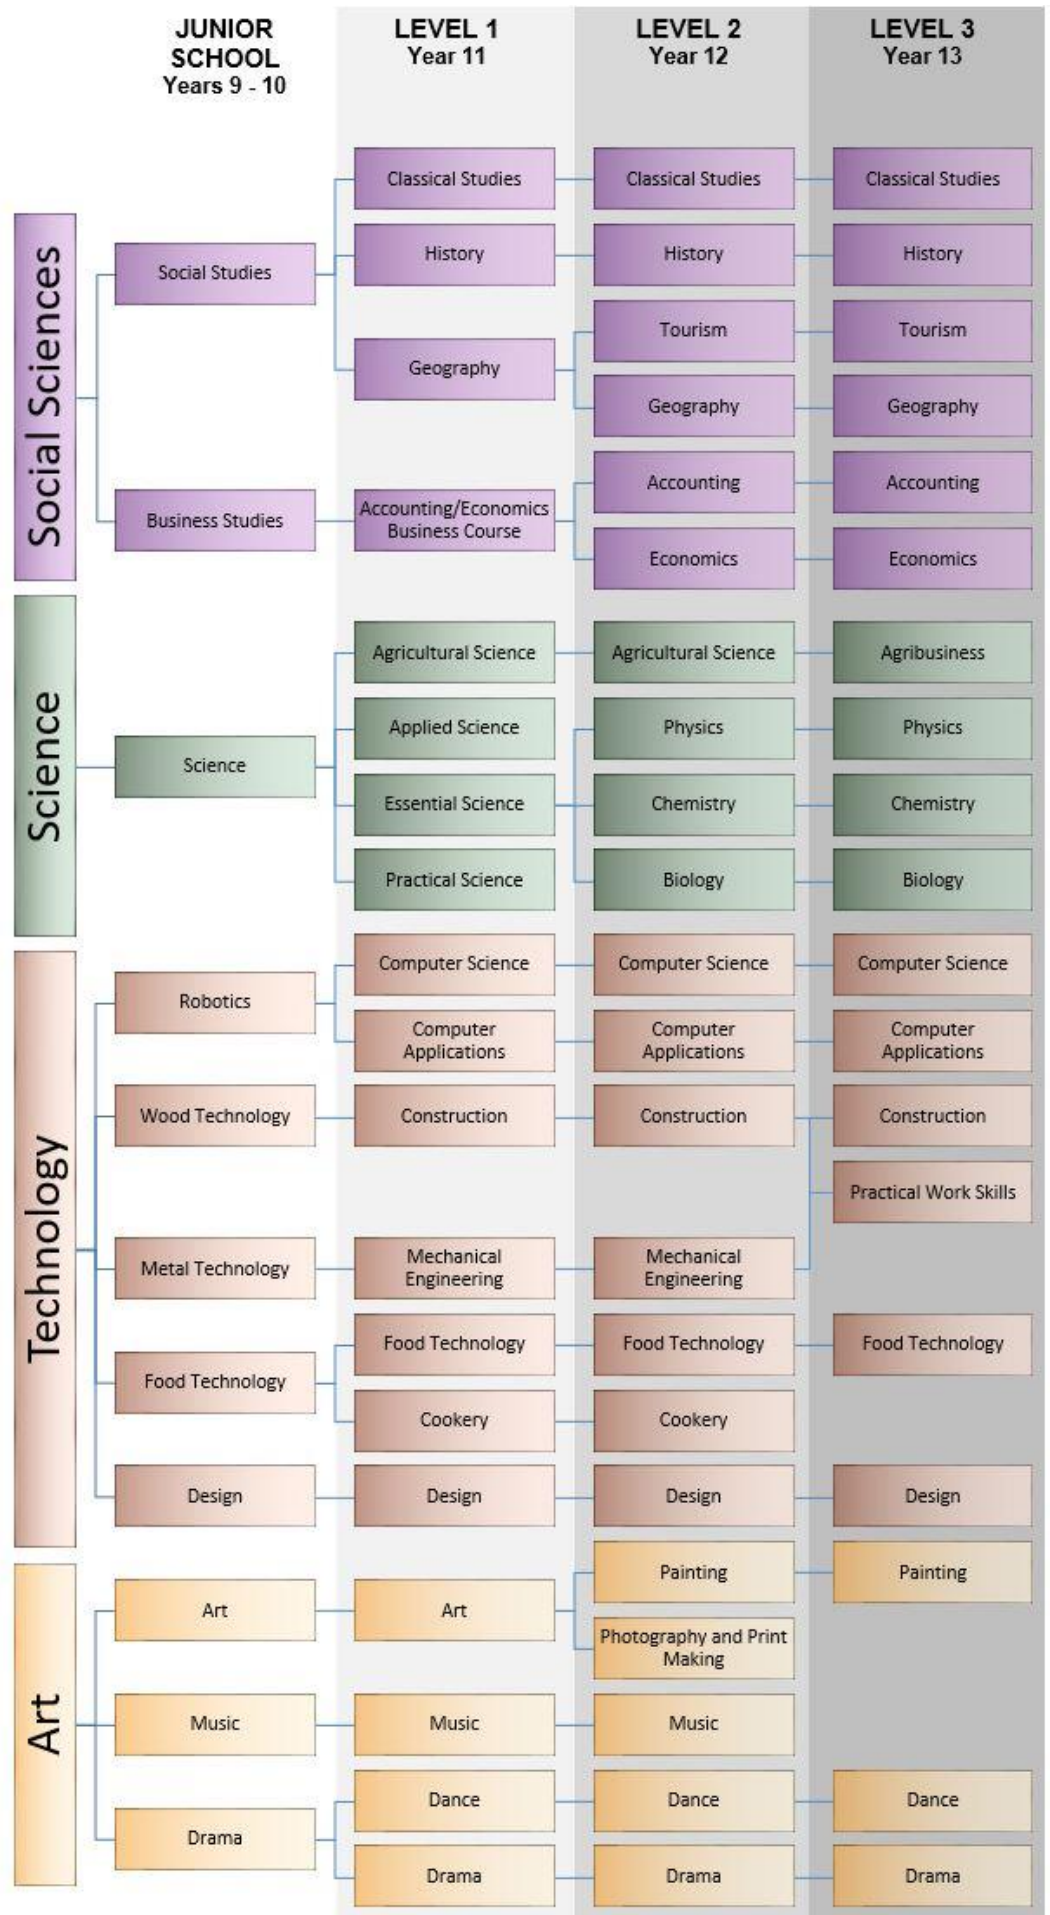 JUNIOR
SCHOOL
Years 9 - 10
LEVEL 1
Year 11
LEVEL 2
Year 12
LEVEL 3
Year 13
Social Sciences
Social Studies
Classical Studies
Classical Studies
Classical Studies
History
History
History
Geography
Tourism
Tourism
Geography
Geography
Business Studies
Accounting/Economics
Business Course
Accounting
Accounting
Economics
Economics
Science
Science
Agricultural Science
Agricultural Science
Agribusiness
Applied Science
Physics
Physics
Essential Science
Chemistry
Chemistry
Practical Science
Biology
Biology
Technology
Robotics
Computer Science
Computer Science
Computer Science
Computer
Applications
Computer
Applications
Computer
Applications
Wood Technology
Construction
Construction
Construction
Practical Work Skills
Metal Technology
Mechanical
Engineering
Mechanical
Engineering
Food Technology
Food Technology
Food Technology
Food Technology
Cookery
Cookery
Design
Design
Design
Design
Art
Art
Art
Painting
Painting
Photography and Print
Making
Music
Music
Music
Drama
Dance
Dance
Dance
Drama
Drama
Drama